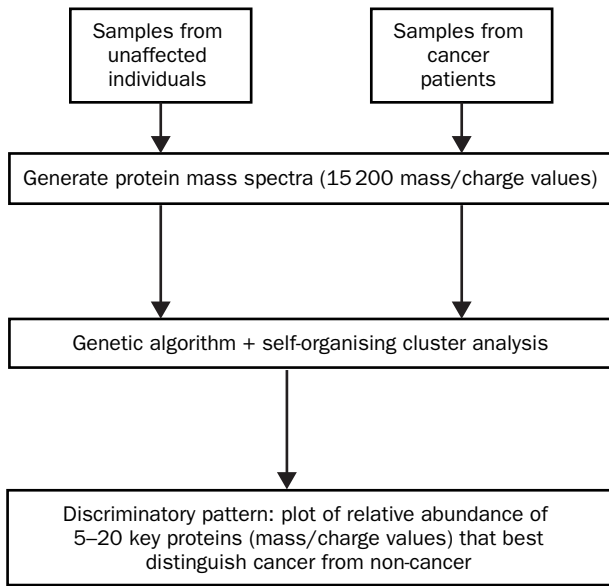 Samples from
unaffected
individuals
Samples from
cancer
patients
Generate protein mass spectra (15 200 mass/charge values)
Genetic algorithm + self-organising cluster analysis
Discriminatory pattern: plot of relative abundance of
5–20 key proteins (mass/charge values) that best
distinguish cancer from non-cancer